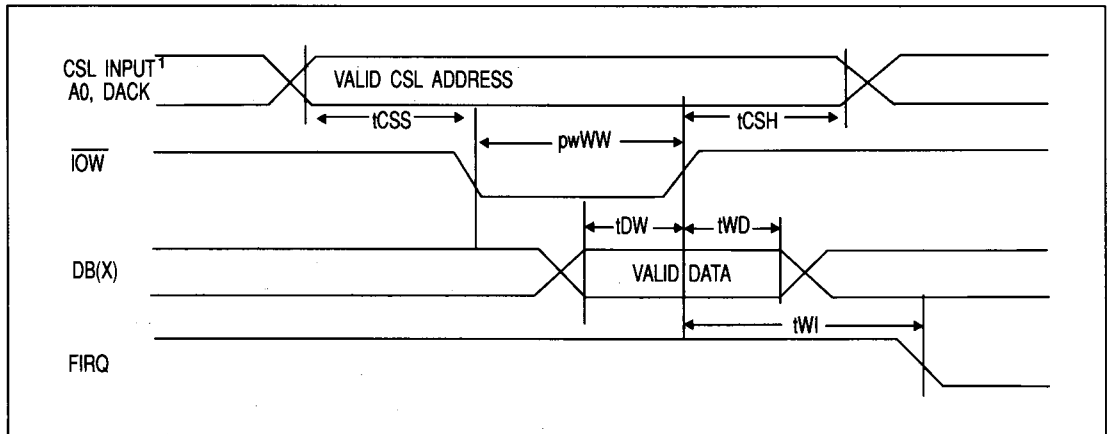 CSL INPUT¹
A0, DACK
VALID CSL ADDRESS
tCSS
tCSH
pwWW
IOW
tDW
tWD
DB(X)
VALID DATA
tWI
FIRQ